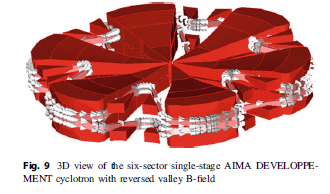 Fig. 9 3D view of the six-sector single-stage AIMA DEVELOPPE-
MENT cyclotron with reversed valley B-field